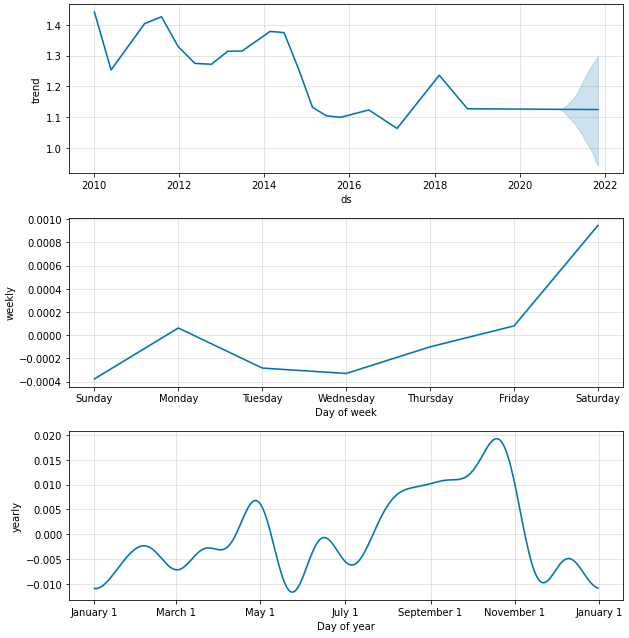 1.4
1.3
1.2
1.1
1.0
trend
2010 2012 2014 2016 2018 2020 2022
ds
0.0010
0.0008
0.0006
0.0004
0.0002
0.0000
−0.0002
−0.0004
weekly
Sunday Monday Tuesday Wednesday Thursday Friday Saturday
Day of week
0.020
0.015
0.010
0.005
0.000
−0.005
−0.010
yearly
January 1 March 1 May 1 July 1 September 1 November 1 January 1
Day of year